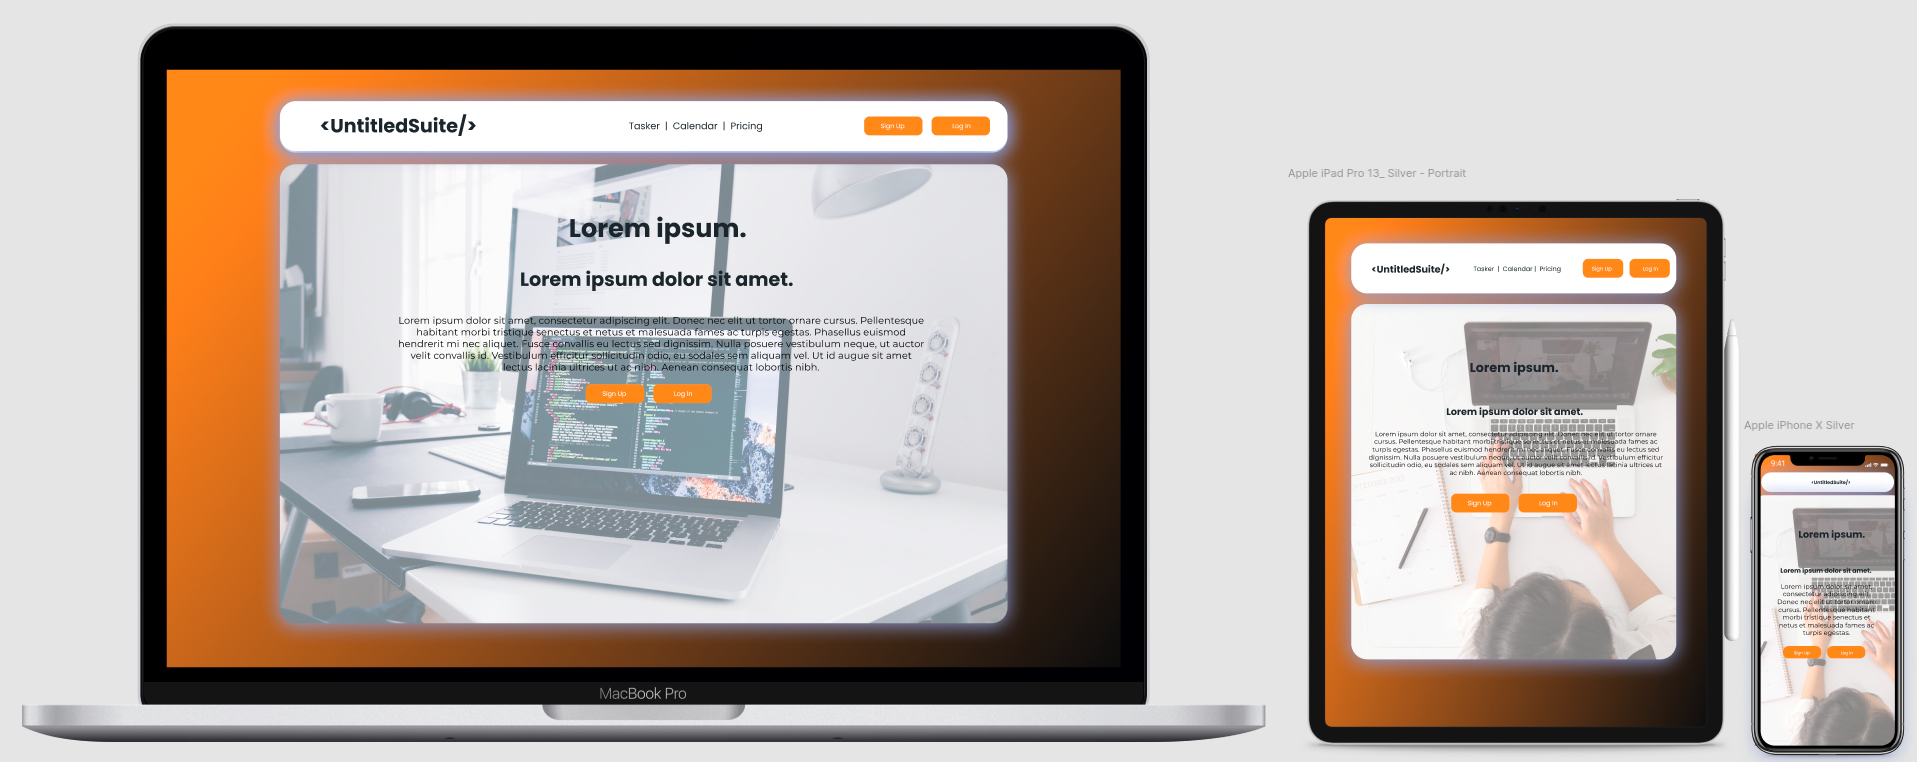 <UntitledSuite/>
Tasker | Calendar | Pricing
Sign Up
Log In
Lorem ipsum.
Lorem ipsum dolor sit amet.
Lorem ipsum dolor sit amet, consectetur adipiscing elit. Donec nec elit ut tortor ornare cursus. Pellentesque
habitant morbi tristique senectus et netus et malesuada fames ac turpis egestas. Phasellus euismod
hendrerit mi nec aliquet. Fusce convallis eu lectus sed dignissim. Nulla posuere vestibulum neque, ut auctor
velit convallis id. Vestibulum efficitur sollicitudin odio, eu sodales sem aliquam vel. Ut id augue sit amet
lectus lacinia ultrices ut ac nibh. Aenean consequat lobortis nibh.
Sign Up
Log In
MacBook Pro
Apple iPad Pro 13_ Silver - Portrait
<UntitledSuite/>
Tasker | Calendar | Pricing
Sign Up
Log In
Lorem ipsum.
Lorem ipsum dolor sit amet.
Lorem ipsum dolor sit amet, consectetur adipiscing elit. Donec nec elit ut tortor ornare
cursus. Pellentesque habitant morbi tristique senectus et netus et malesuada fames ac
turpis egestas. Phasellus euismod hendrerit mi nec aliquet. Fusce convallis eu lectus sed
dignissim. Nulla posuere vestibulum neque, ut auctor velit convallis id. Vestibulum efficitur
sollicitudin odio, eu sodales sem aliquam vel. Ut id augue sit amet lectus lacinia ultrices ut
ac nibh. Aenean consequat lobortis nibh.
Sign Up
Log In
Apple iPhone X Silver
9:41
<UntitledSuite/>
Lorem ipsum.
Lorem ipsum dolor sit amet.
Lorem ipsum dolor sit amet,
consectetur adipiscing elit.
Donec nec elit ut tortor ornare
cursus. Pellentesque habitant
morbi tristique senectus et
netus et malesuada fames ac
turpis egestas.
Sign Up
Log In